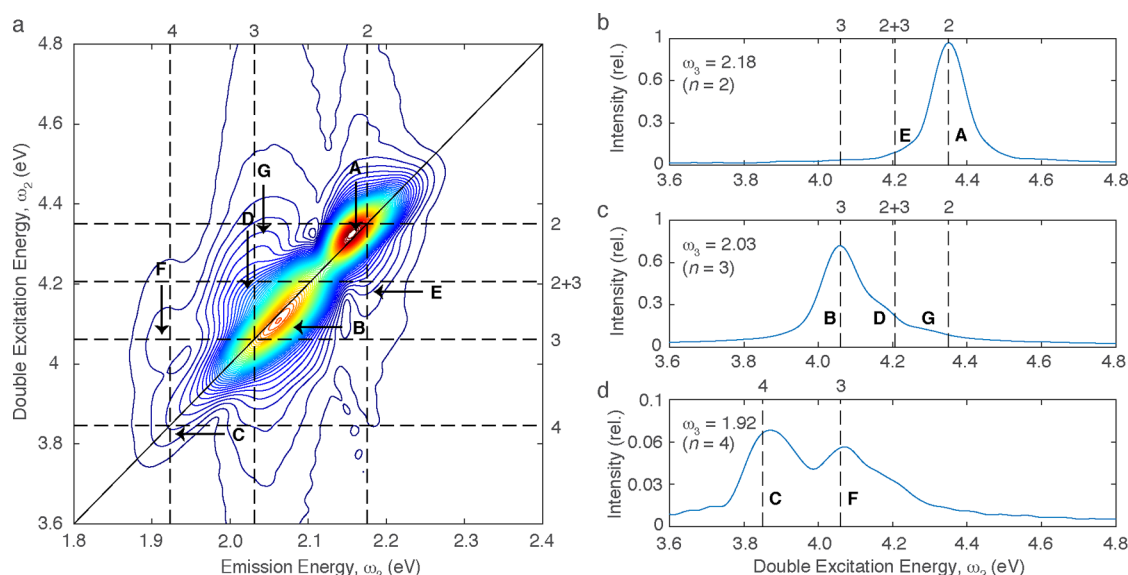 a
4 3 2
4.8
4.6
4.4
4.2
4
3.8
3.6
Double Excitation Energy, ω2 (eV)
G
A
D
F
E
B
C
2
2+3
3
4
1.8 1.9 2.0 2.1 2.2 2.3 2.4
Emission Energy, ω3 (eV)
b
3 2+3 2
1
0.6
0.3
0
Intensity (rel.)
ω3 = 2.18
(n = 2)
E A
3.6 3.8 4.0 4.2 4.4 4.6 4.8
c
3 2+3 2
1
0.6
0.3
0
Intensity (rel.)
ω3 = 2.03
(n = 3)
B D G
3.6 3.8 4.0 4.2 4.4 4.6 4.8
d
4 3
0.1
0.06
0.03
0
Intensity (rel.)
ω3 = 1.92
(n = 4)
C F
3.6 3.8 4.0 4.2 4.4 4.6 4.8
Double Excitation Energy, ω2 (eV)